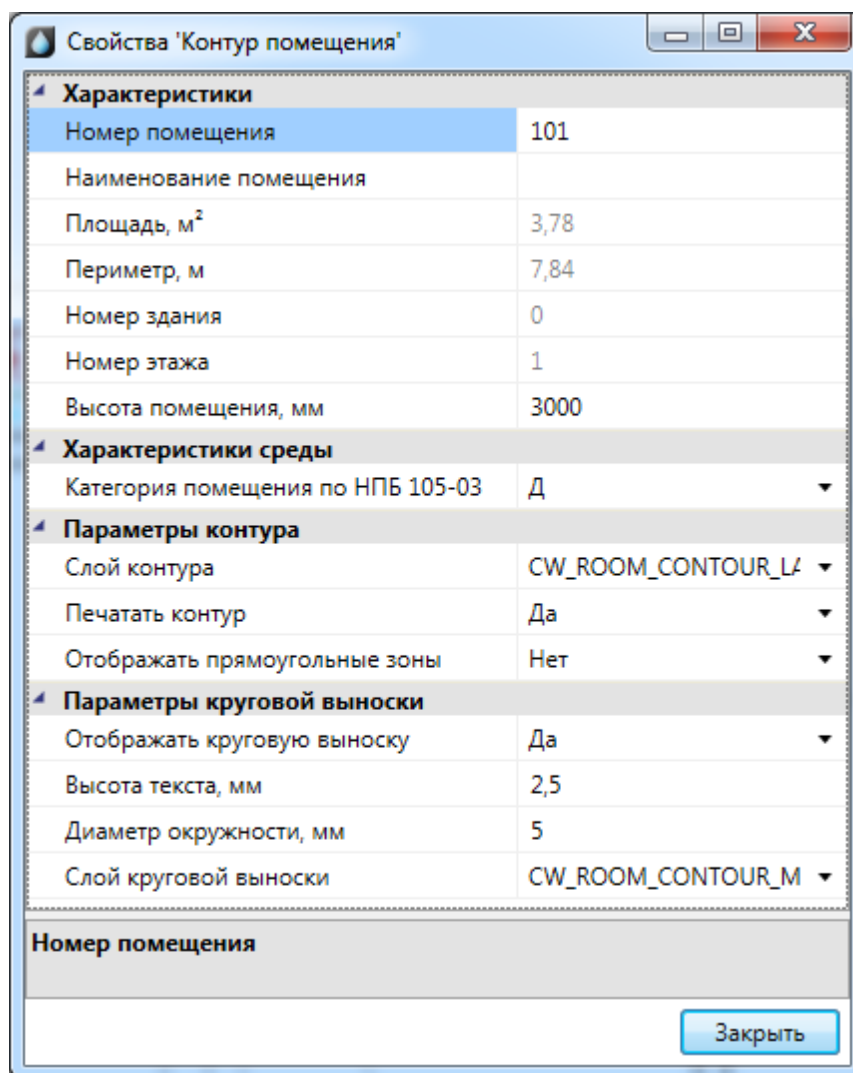 Свойства 'Контур помещения'
Характеристики
Номер помещения 101
Наименование помещения
Площадь, м² 3,78
Периметр, м 7,84
Номер здания 0
Номер этажа 1
Высота помещения, мм 3000
Характеристики среды
Категория помещения по НПБ 105-03 Д
Параметры контура
Слой контура CW_ROOM_CONTOUR_LA
Печатать контур Да
Отображать прямоугольные зоны Нет
Параметры круговой выноски
Отображать круговую выноску Да
Высота текста, мм 2,5
Диаметр окружности, мм 5
Слой круговой выноски CW_ROOM_CONTOUR_M
Номер помещения
Закрыть